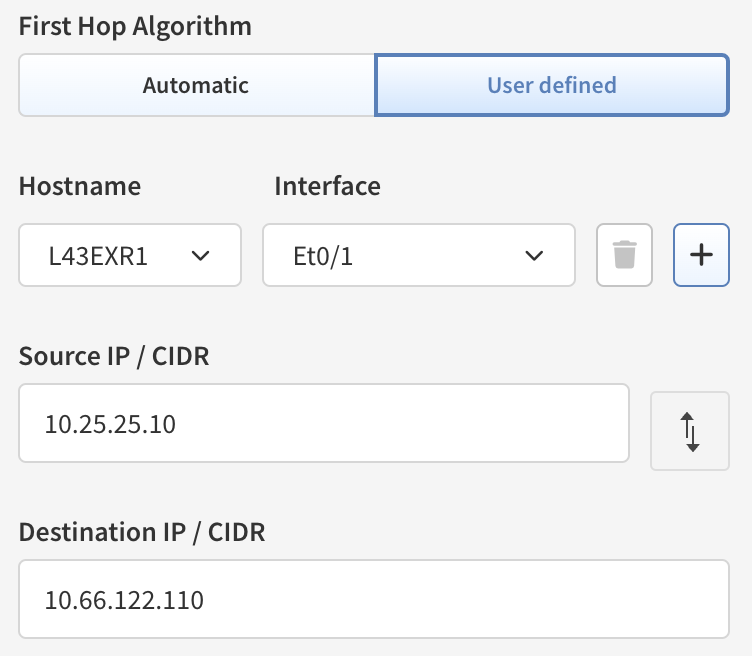 First Hop Algorithm
Automatic User defined
Hostname Interface
L43EXR1 Et0/1
Source IP / CIDR
10.25.25.10
Destination IP / CIDR
10.66.122.110